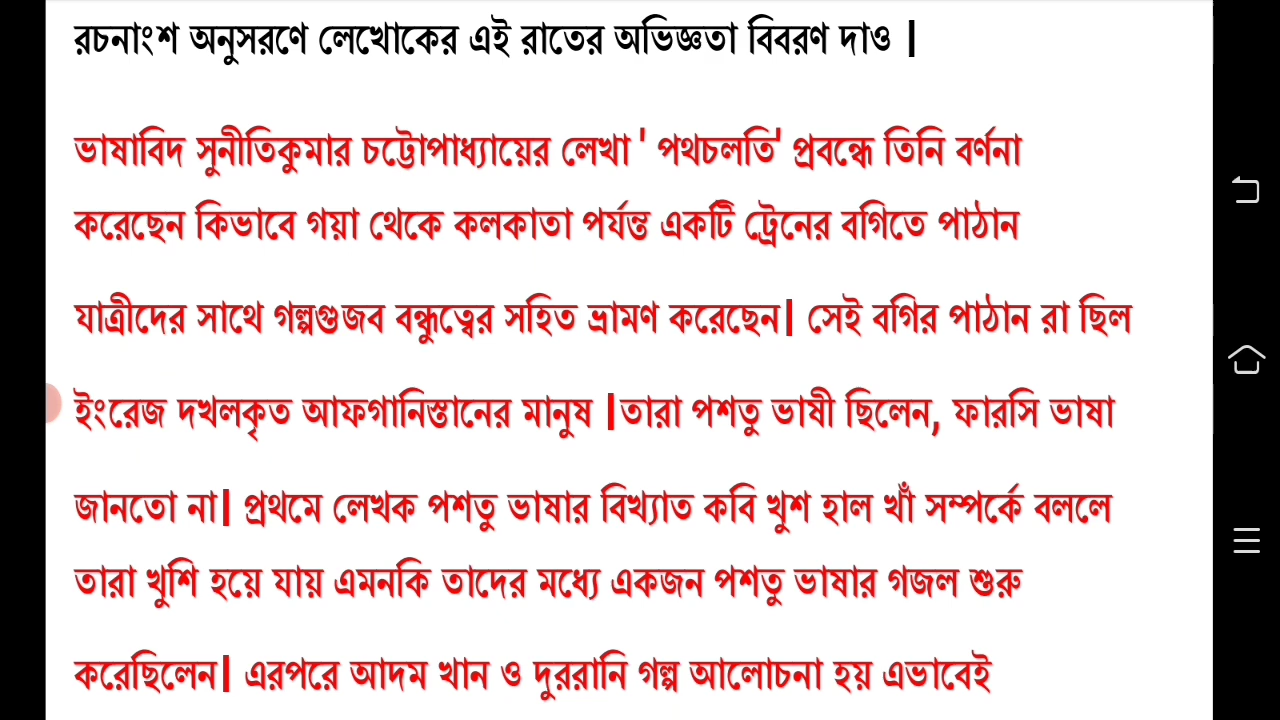 রচনাংশ অনুসরণে লেখোকের এই রাতের অভিজ্ঞতা বিবরণ দাও |
ভাষাবিদ সুনীতিকুমার চট্টোপাধ্যায়ের লেখা ' পথচলতি' প্রবন্ধে তিনি বর্ণনা
করেছেন কিভাবে গয়া থেকে কলকাতা পর্যন্ত একটি ট্রেনের বগিতে পাঠান
যাত্রীদের সাথে গল্পগুজব বন্ধুত্বের সহিত ভ্রামণ করেছেন| সেই বগির পাঠান রা ছিল
ইংরেজ দখলকৃত আফগানিস্তানের মানুষ |তারা পশতু ভাষী ছিলেন, ফারসি ভাষা
জানতো না| প্রথমে লেখক পশতু ভাষার বিখ্যাত কবি খুশ হাল খাঁ সম্পর্কে বললে
তারা খুশি হয়ে যায় এমনকি তাদের মধ্যে একজন পশতু ভাষার গজল শুরু
করেছিলেন| এরপরে আদম খান ও দুররানি গল্প আলোচনা হয় এভাবেই